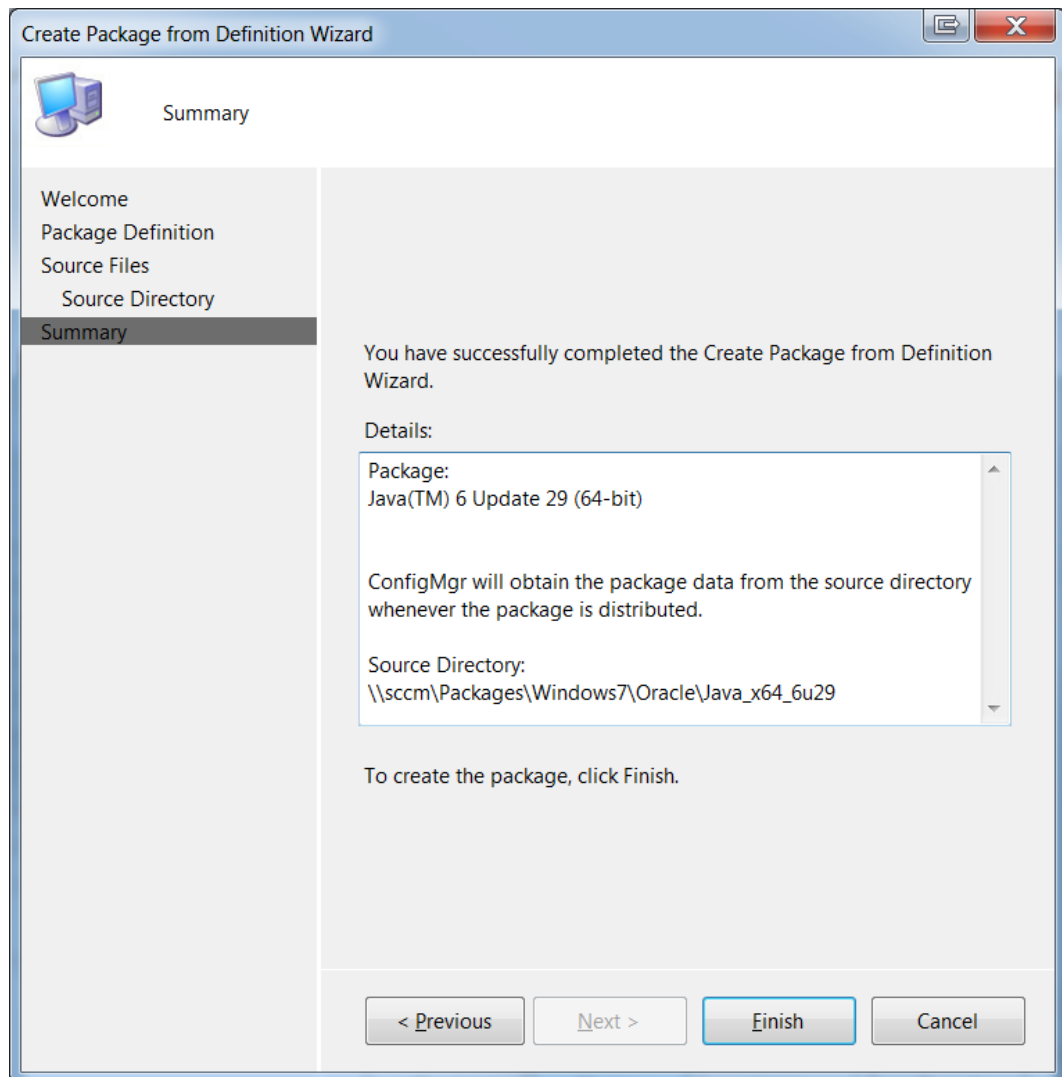 Create Package from Definition Wizard
X
Summary
Welcome
Package Definition
Source Files
Source Directory
Summary
You have successfully completed the Create Package from Definition
Wizard.
Details:
Package:
Java(TM) 6 Update 29 (64-bit)
ConfigMgr will obtain the package data from the source directory
whenever the package is distributed.
Source Directory:
\\sccm\Packages\Windows7\Oracle\Java_x64_6u29
To create the package, click Finish.
< Previous
Next >
Finish
Cancel